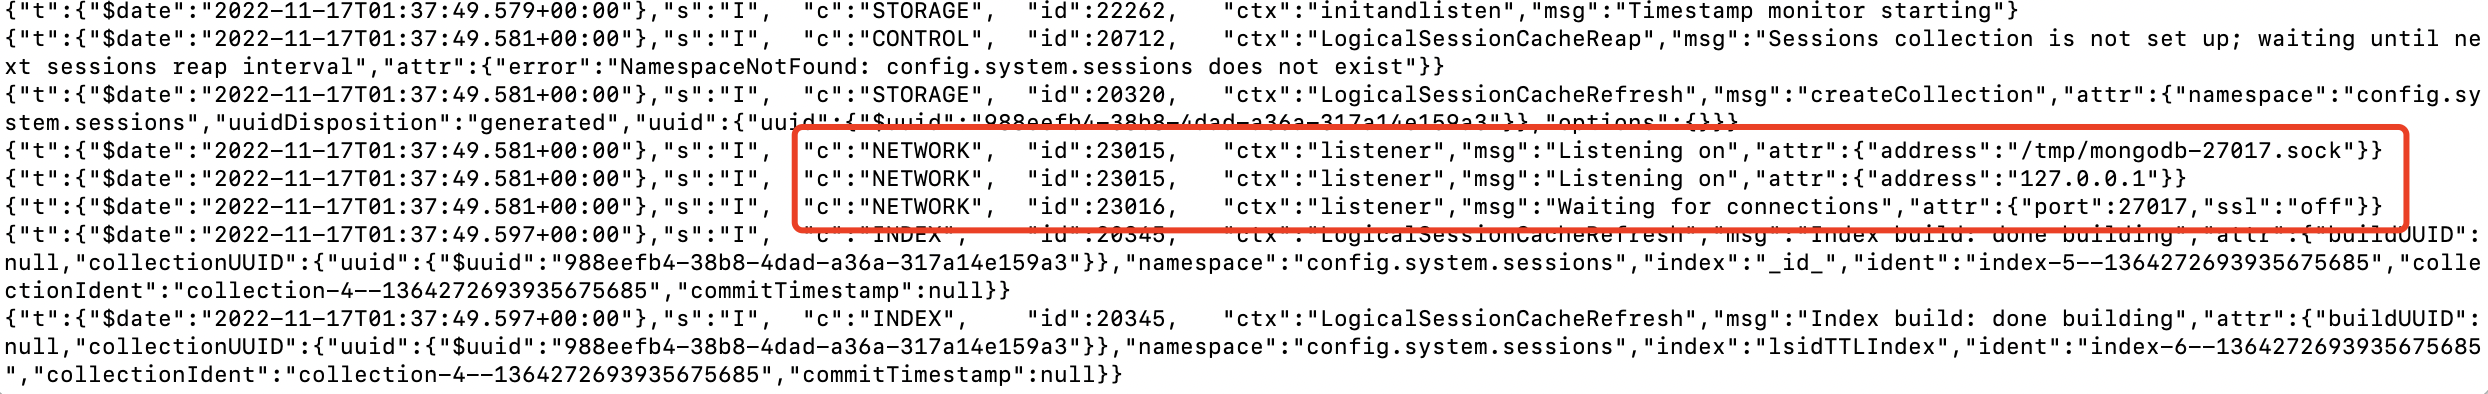 {"t":{"$date":"2022-11-17T01:37:49.579+00:00"},"s":"I",  "c":"STORAGE",  "id":22262,   "ctx":"initandlisten","msg":"Timestamp monitor starting"}
{"t":{"$date":"2022-11-17T01:37:49.581+00:00"},"s":"I",  "c":"CONTROL",  "id":20712,   "ctx":"LogicalSessionCacheReap","msg":"Sessions collection is not set up; waiting until ne
xt sessions reap interval","attr":{"error":"NamespaceNotFound: config.system.sessions does not exist"}}
{"t":{"$date":"2022-11-17T01:37:49.581+00:00"},"s":"I",  "c":"STORAGE",  "id":20320,   "ctx":"LogicalSessionCacheRefresh","msg":"createCollection","attr":{"namespace":"config.sy
stem.sessions","uuidDisposition":"generated","uuid":{"uuid":{"$uuid":"988eefb4-38b8-4dad-a36a-317a14e159a3"}},"options":{}}}
{"t":{"$date":"2022-11-17T01:37:49.581+00:00"},"s":"I",  "c":"NETWORK",  "id":23015,   "ctx":"listener","msg":"Listening on","attr":{"address":"/tmp/mongodb-27017.sock"}}
{"t":{"$date":"2022-11-17T01:37:49.581+00:00"},"s":"I",  "c":"NETWORK",  "id":23015,   "ctx":"listener","msg":"Listening on","attr":{"address":"127.0.0.1"}}
{"t":{"$date":"2022-11-17T01:37:49.581+00:00"},"s":"I",  "c":"NETWORK",  "id":23016,   "ctx":"listener","msg":"Waiting for connections","attr":{"port":27017,"ssl":"off"}}
{"t":{"$date":"2022-11-17T01:37:49.597+00:00"},"s":"I",  "c":"INDEX",    "id":20345,   "ctx":"LogicalSessionCacheRefresh","msg":"Index build: done building","attr":{"buildUUID":
null,"collectionUUID":{"uuid":{"$uuid":"988eefb4-38b8-4dad-a36a-317a14e159a3"}},"namespace":"config.system.sessions","index":"_id_","ident":"index-5--1364272693935675685","colle
ctionIdent":"collection-4--1364272693935675685","commitTimestamp":null}}
{"t":{"$date":"2022-11-17T01:37:49.597+00:00"},"s":"I",  "c":"INDEX",    "id":20345,   "ctx":"LogicalSessionCacheRefresh","msg":"Index build: done building","attr":{"buildUUID":
null,"collectionUUID":{"uuid":{"$uuid":"988eefb4-38b8-4dad-a36a-317a14e159a3"}},"namespace":"config.system.sessions","index":"lsidTTLIndex","ident":"index-6--1364272693935675685
","collectionIdent":"collection-4--1364272693935675685","commitTimestamp":null}}